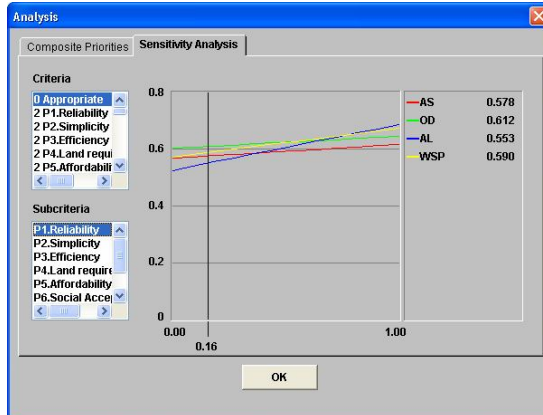 Analysis
Composite Priorities
Sensitivity Analysis
Criteria
0 Appropriate
2 P1.Reliability
2 P2.Simplicity
2 P3.Efficiency
2 P4.Land requi
2 P5.Affordabili
Subcriteria
P1.Reliability
P2.Simplicity
P3.Efficiency
P4.Land require
P5.Affordability
P6.Social Accep
0.8
0.6
0.4
0.2
0
0.00
1.00
0.16
AS 0.578
OD 0.612
AL 0.553
WSP 0.590
OK